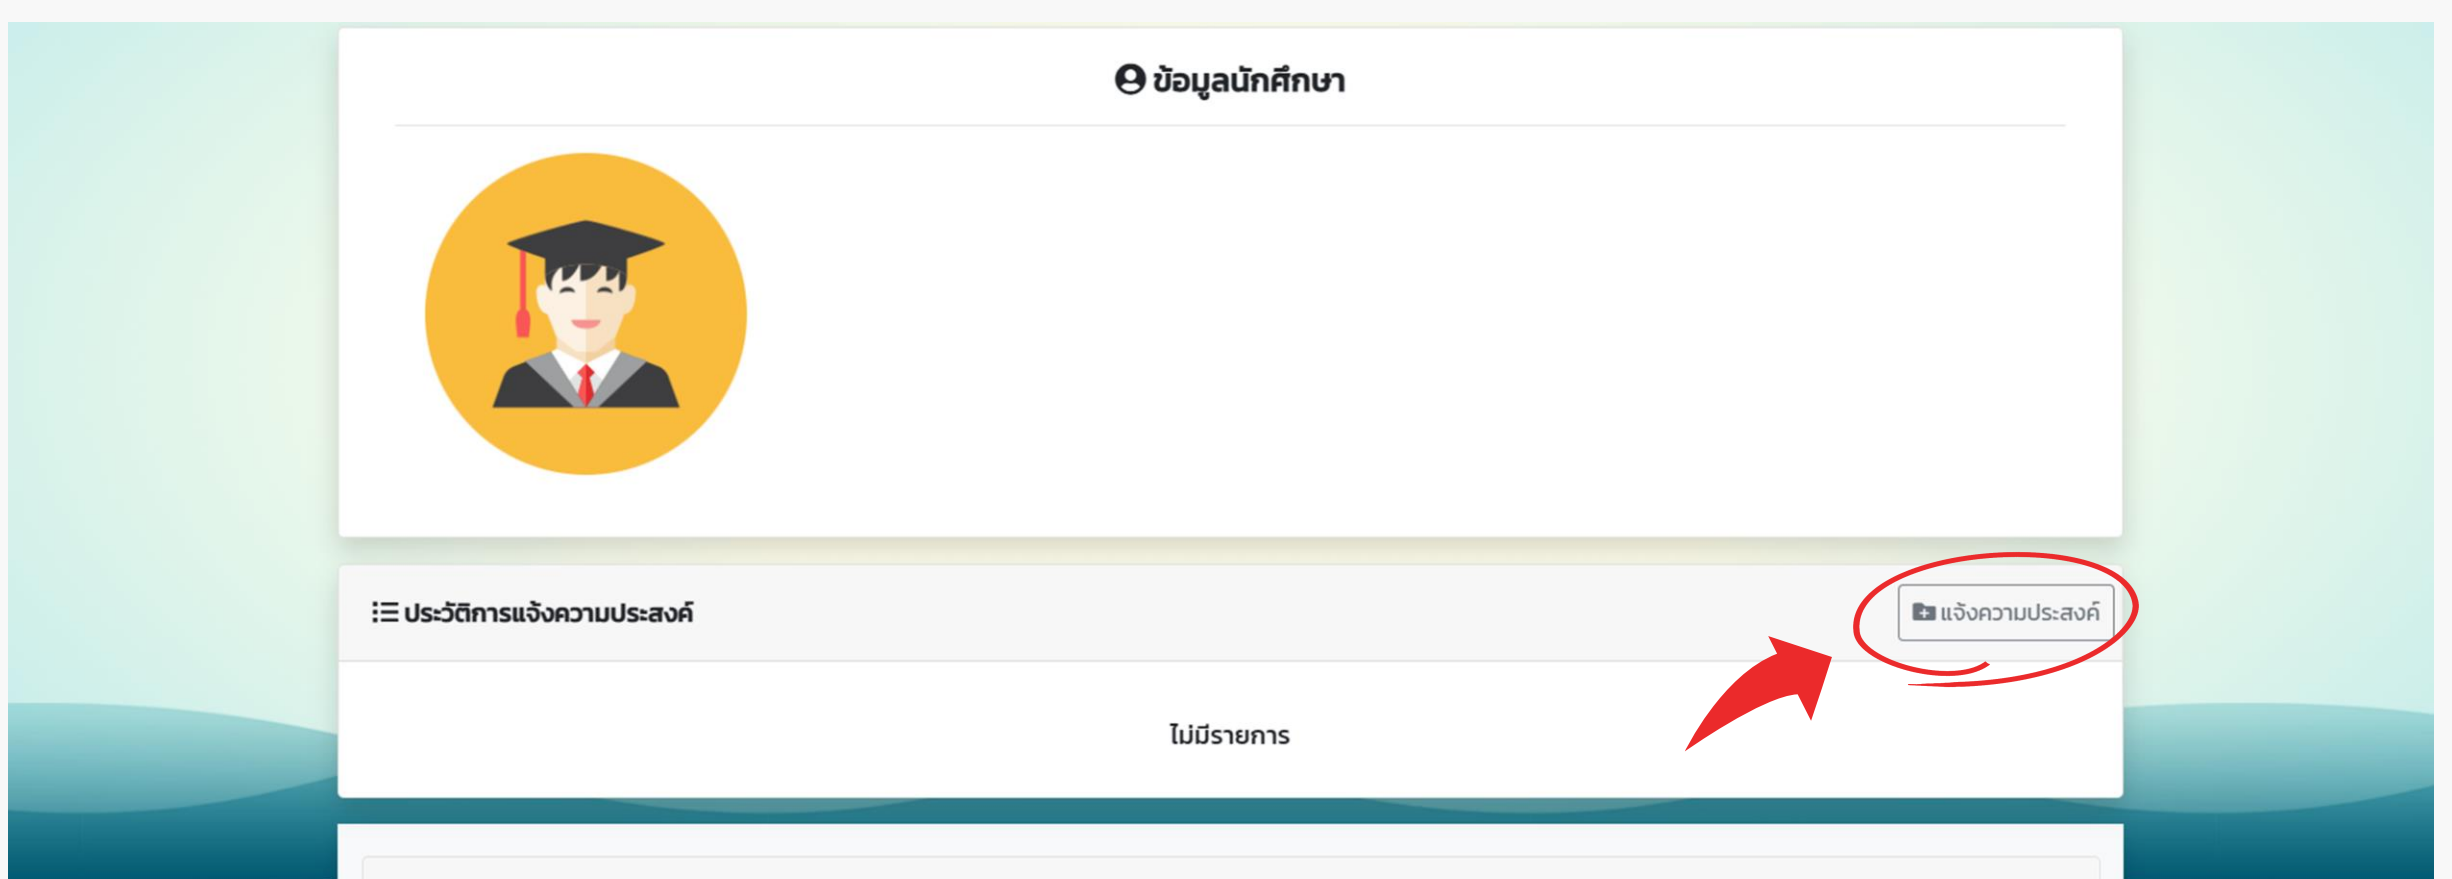 ข้อมูลนักศึกษา
ประวัติการแจ้งความประสงค์
แจ้งความประสงค์
ไม่มีรายการ